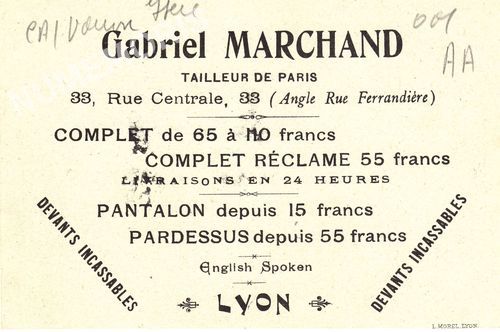 001
AA
Gabriel MARCHAND
TAILLEUR DE PARIS
33, Rue Centrale, 33 (Angle Rue Ferrandière)
COMPLET de 65 à 110 francs
COMPLET RÉCLAME 55 francs
LIVRAISONS EN 24 HEURES
PANTALON depuis 15 francs
PARDESSUS depuis 55 francs
DEVANTS INCASSABLES
DEVANTS INCASSABLES
English Spoken
LYON
L. MOREL. LYON.